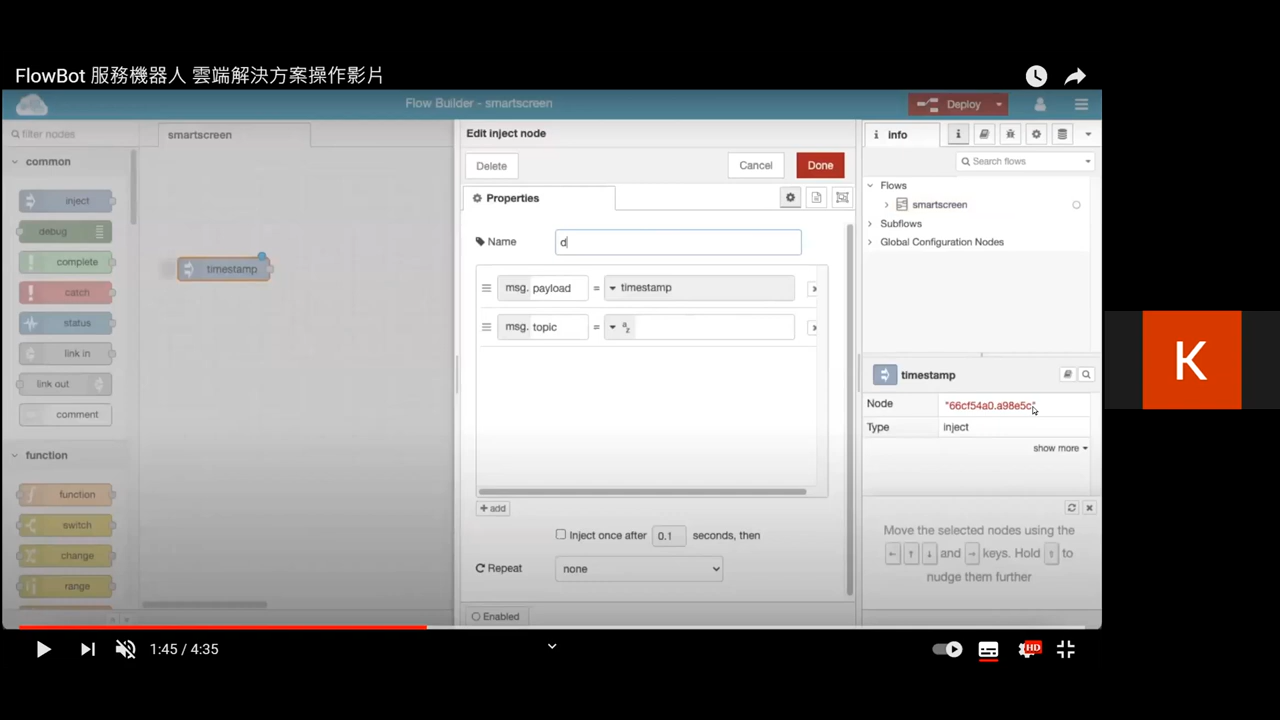 FlowBot 服務機器人 雲端解決方案操作影片
Flow Builder - smartscreen
Deploy
filter nodes
smartscreen
common
inject
debug
complete
catch
status
link in
link out
comment
function
function
switch
change
range
Edit inject node
Delete
Cancel
Done
Properties
Name
d
msg. payload = timestamp
msg. topic = a z
add
Inject once after 0.1 seconds, then
Repeat none
Enabled
i info
Search flows
Flows
smartscreen
Subflows
Global Configuration Nodes
timestamp
timestamp
Node "66cf54a0.a98e5c"
Type inject
show more
Move the selected nodes using the
← ↑ ↓ and → keys. Hold ⇧ to
nudge them further
K
1:45 / 4:35
HD